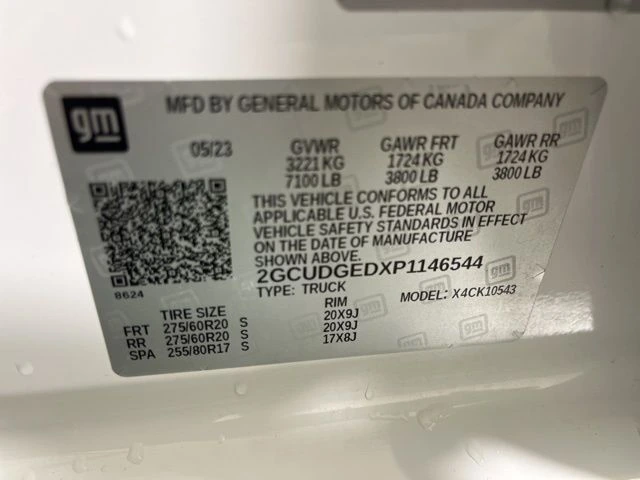 gm
MFD BY GENERAL MOTORS OF CANADA COMPANY
05/23 GVWR GAWR FRT GAWR RR
3221 KG 1724 KG 1724 KG
7100 LB 3800 LB 3800 LB
THIS VEHICLE CONFORMS TO ALL
APPLICABLE U.S. FEDERAL MOTOR
VEHICLE SAFETY STANDARDS IN EFFECT
ON THE DATE OF MANUFACTURE
SHOWN ABOVE.
2GCUDGEDXP1146544
8624 TYPE: TRUCK MODEL: X4CK10543
TIRE SIZE RIM
FRT 275/60R20 S 20X9J
RR 275/60R20 S 20X9J
SPA 255/80R17 S 17X8J